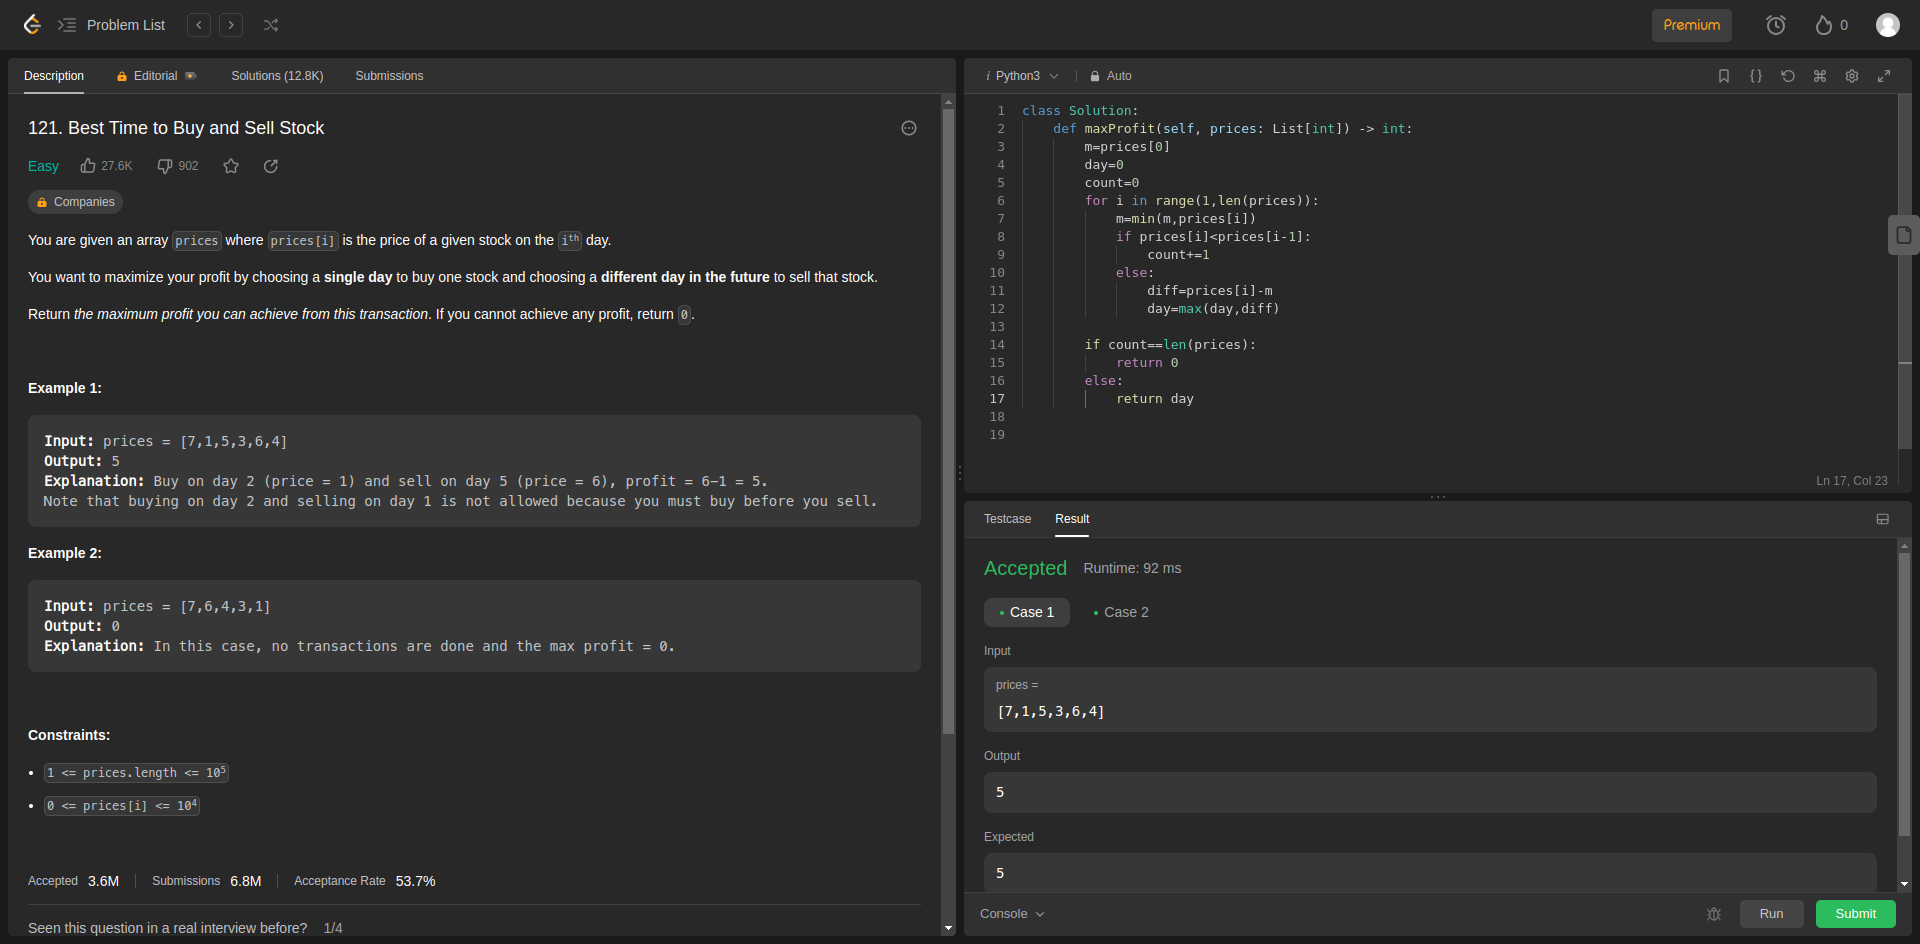 Problem List
Premium
0
Description
Editorial
Solutions (12.8K)
Submissions
121. Best Time to Buy and Sell Stock
Easy
27.6K
902
Companies
You are given an array prices where prices[i] is the price of a given stock on the ith day.
You want to maximize your profit by choosing a single day to buy one stock and choosing a different day in the future to sell that stock.
Return the maximum profit you can achieve from this transaction. If you cannot achieve any profit, return 0.
Example 1:
Input: prices = [7,1,5,3,6,4]
Output: 5
Explanation: Buy on day 2 (price = 1) and sell on day 5 (price = 6), profit = 6-1 = 5.
Note that buying on day 2 and selling on day 1 is not allowed because you must buy before you sell.
Example 2:
Input: prices = [7,6,4,3,1]
Output: 0
Explanation: In this case, no transactions are done and the max profit = 0.
Constraints:
• 1 <= prices.length <= 10⁵
• 0 <= prices[i] <= 10⁴
Accepted 3.6M
Submissions 6.8M
Acceptance Rate 53.7%
Seen this question in a real interview before? 1/4
i Python3
Auto
1 class Solution:
2     def maxProfit(self, prices: List[int]) -> int:
3         m=prices[0]
4         day=0
5         count=0
6         for i in range(1,len(prices)):
7             m=min(m,prices[i])
8             if prices[i]<prices[i-1]:
9                 count+=1
10             else:
11                 diff=prices[i]-m
12                 day=max(day,diff)
13
14         if count==len(prices):
15             return 0
16         else:
17             return day
18
19
Ln 17, Col 23
Testcase
Result
Accepted
Runtime: 92 ms
• Case 1
• Case 2
Input
prices =
[7,1,5,3,6,4]
Output
5
Expected
5
Console
Run
Submit